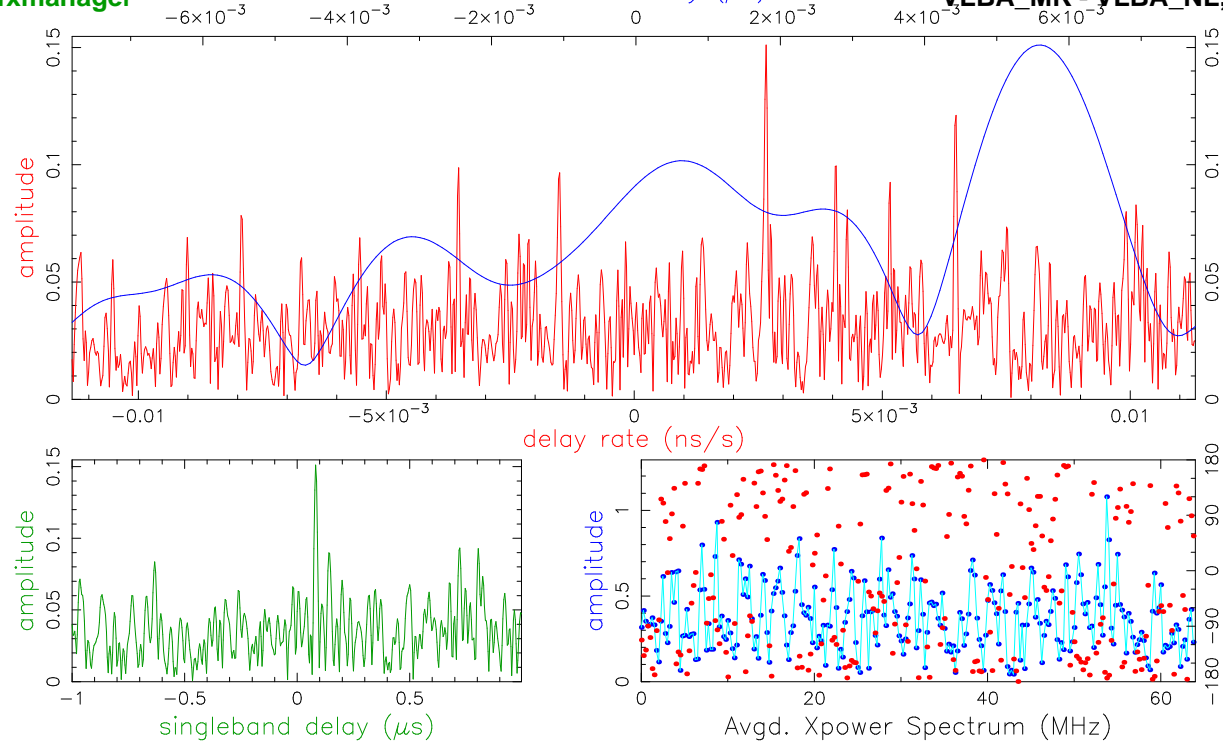 −6×10⁻³ −4×10⁻³ −2×10⁻³ 0 2×10⁻³ 4×10⁻³ 6×10⁻³
0.15 0.15
0.1 0.1
0.05 0.05
0 0
amplitude
−0.01 −5×10⁻³ 0 5×10⁻³ 0.01
delay rate (ns/s)
0.15
0.1
0.05
0
amplitude
−1 −0.5 0 0.5
singleband delay (μs)
1
0.5
0
amplitude
180
90
0
−90
−180
0 20 40 60
Avgd. Xpower Spectrum (MHz)